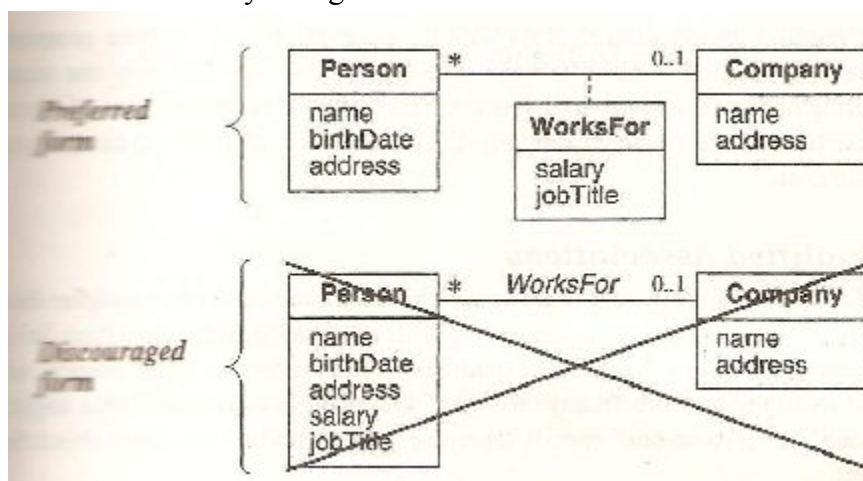 Preferred
form
Person
name
birthDate
address
*
0..1
WorksFor
salary
jobTitle
Company
name
address
Discouraged
form
Person
name
birthDate
address
salary
jobTitle
*
WorksFor
0..1
Company
name
address